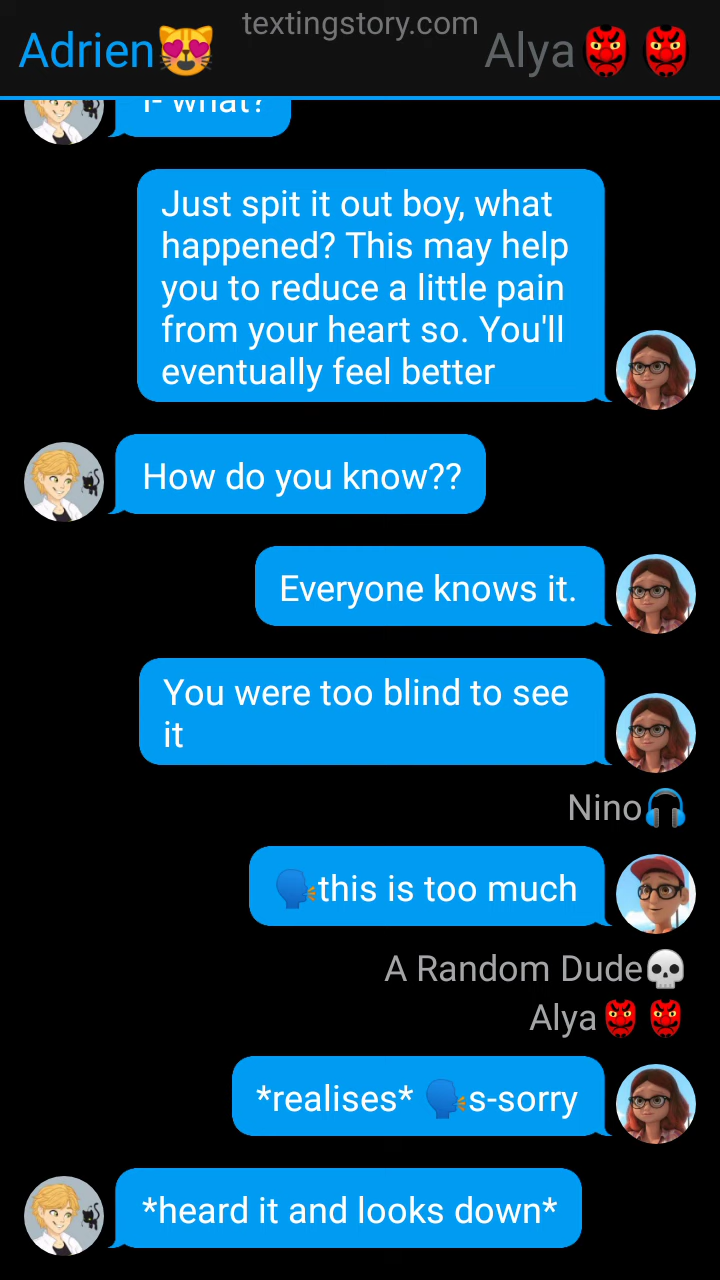 textingstory.com
Adrien😻 Alya👺👺
I- what?
Just spit it out boy, what
happened? This may help
you to reduce a little pain
from your heart so. You'll
eventually feel better
How do you know??
Everyone knows it.
You were too blind to see
it
Nino🎧
🗣this is too much
A Random Dude💀
Alya👺👺
*realises* 🗣s-sorry
*heard it and looks down*